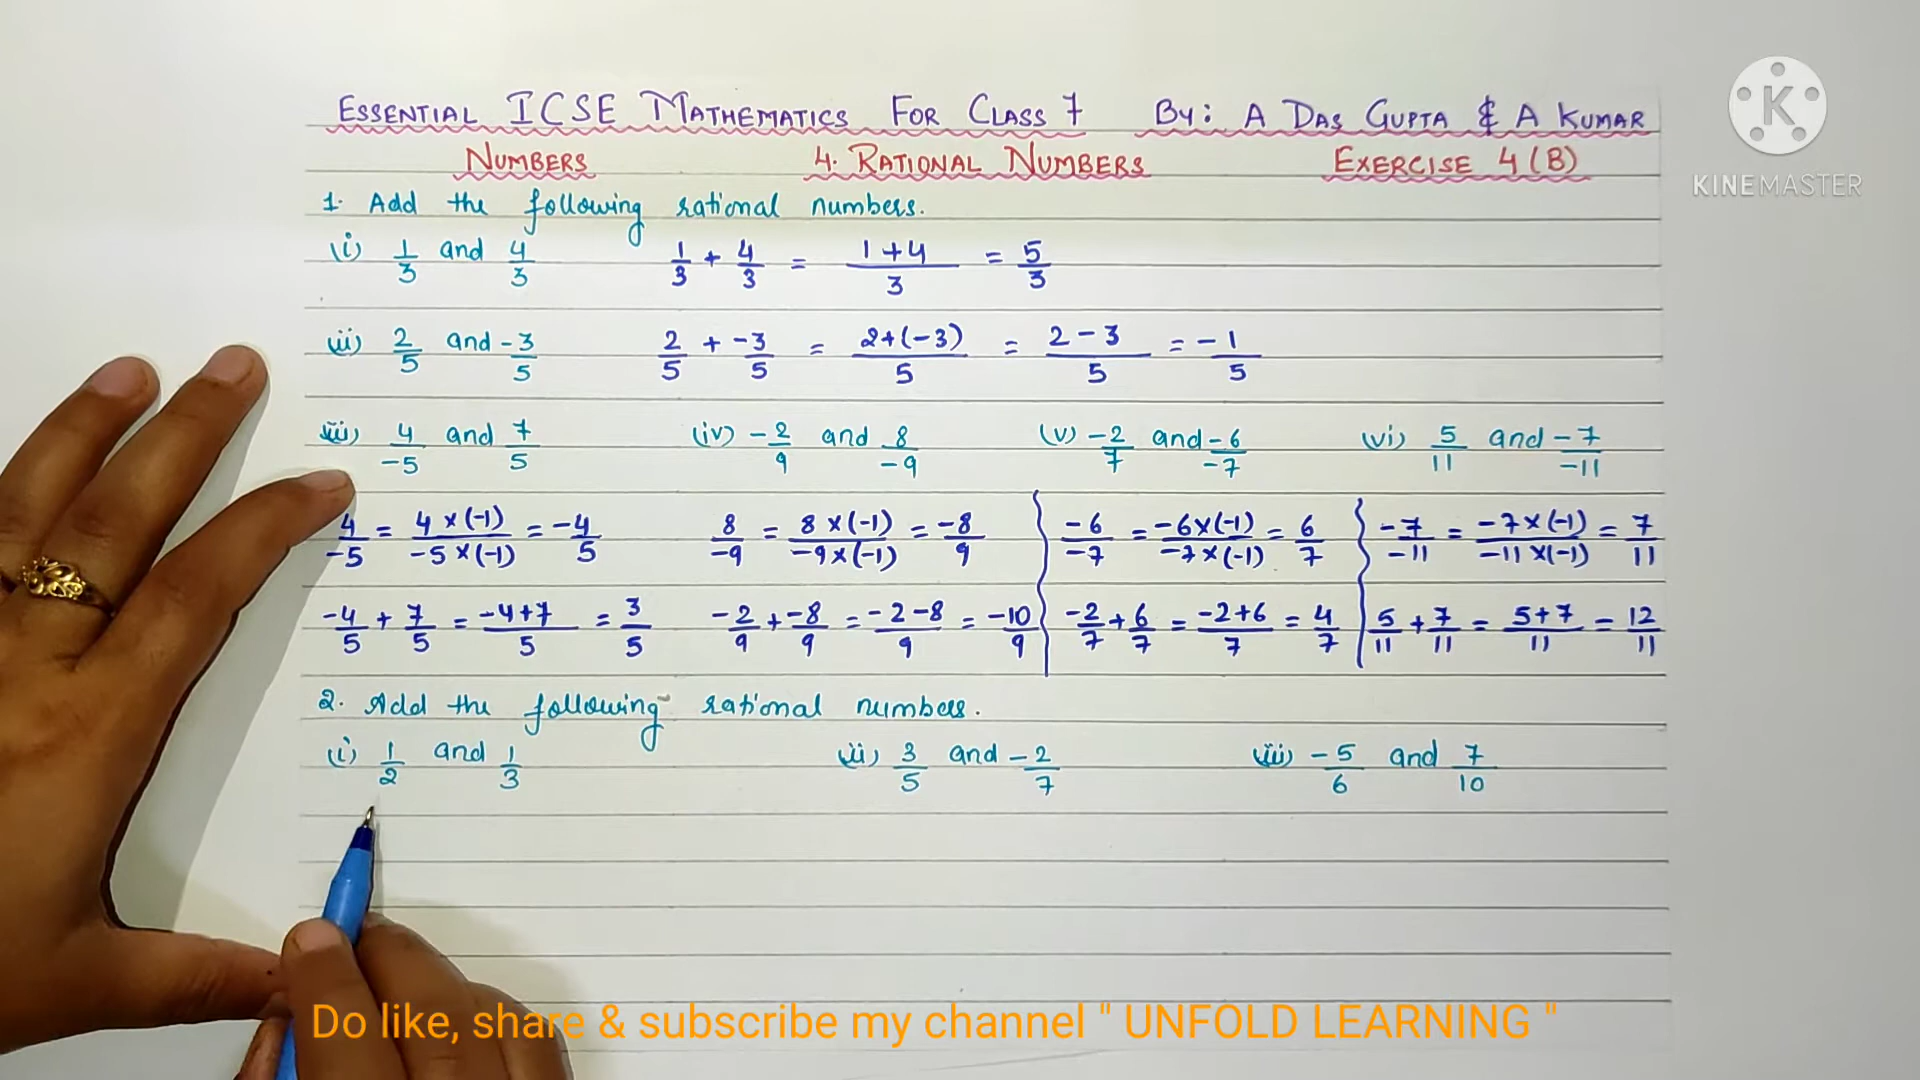 ESSENTIAL ICSE MATHEMATICS FOR CLASS 7 BY: A DAS GUPTA & A KUMAR
NUMBERS 4. RATIONAL NUMBERS EXERCISE 4(B)
KINEMASTER
1. Add the following rational numbers.
(i) 1/3 and 4/3 1/3 + 4/3 = 1+4/3 = 5/3
(ii) 2/5 and -3/5 2/5 + -3/5 = 2+(-3)/5 = 2-3/5 = -1/5
(iii) 4/-5 and 7/5 (iv) -2/9 and 8/-9 (v) -2/7 and -6/-7 (vi) 5/11 and -7/-11
4/-5 = 4×(-1)/-5×(-1) = -4/5 8/-9 = 8×(-1)/-9×(-1) = -8/9 -6/-7 = -6×(-1)/-7×(-1) = 6/7 -7/-11 = -7×(-1)/-11×(-1) = 7/11
-4/5 + 7/5 = -4+7/5 = 3/5 -2/9 + -8/9 = -2-8/9 = -10/9 -2/7 + 6/7 = -2+6/7 = 4/7 5/11 + 7/11 = 5+7/11 = 12/11
2. Add the following rational numbers.
(i) 1/2 and 1/3 (ii) 3/5 and -2/7 (iii) -5/6 and 7/10
Do like, share & subscribe my channel " UNFOLD LEARNING "